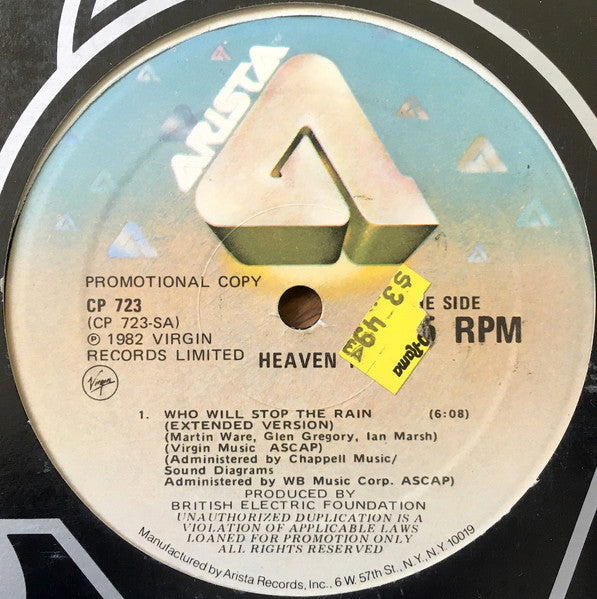 ARISTA
PROMOTIONAL COPY
CP 723
(CP 723-SA)
℗ 1982 VIRGIN
RECORDS LIMITED
Virgin
E SIDE
RPM
HEAVEN
$3.49
O-Rama
1. WHO WILL STOP THE RAIN (6:08)
(EXTENDED VERSION)
(Martin Ware, Glen Gregory, Ian Marsh)
(Virgin Music ASCAP)
(Administered by Chappell Music/
Sound Diagrams
Administered by WB Music Corp. ASCAP)
PRODUCED BY
BRITISH ELECTRIC FOUNDATION
UNAUTHORIZED DUPLICATION IS A
VIOLATION OF APPLICABLE LAWS
LOANED FOR PROMOTION ONLY
ALL RIGHTS RESERVED
Manufactured by Arista Records, Inc., 6 W. 57th St., N.Y., N.Y. 10019